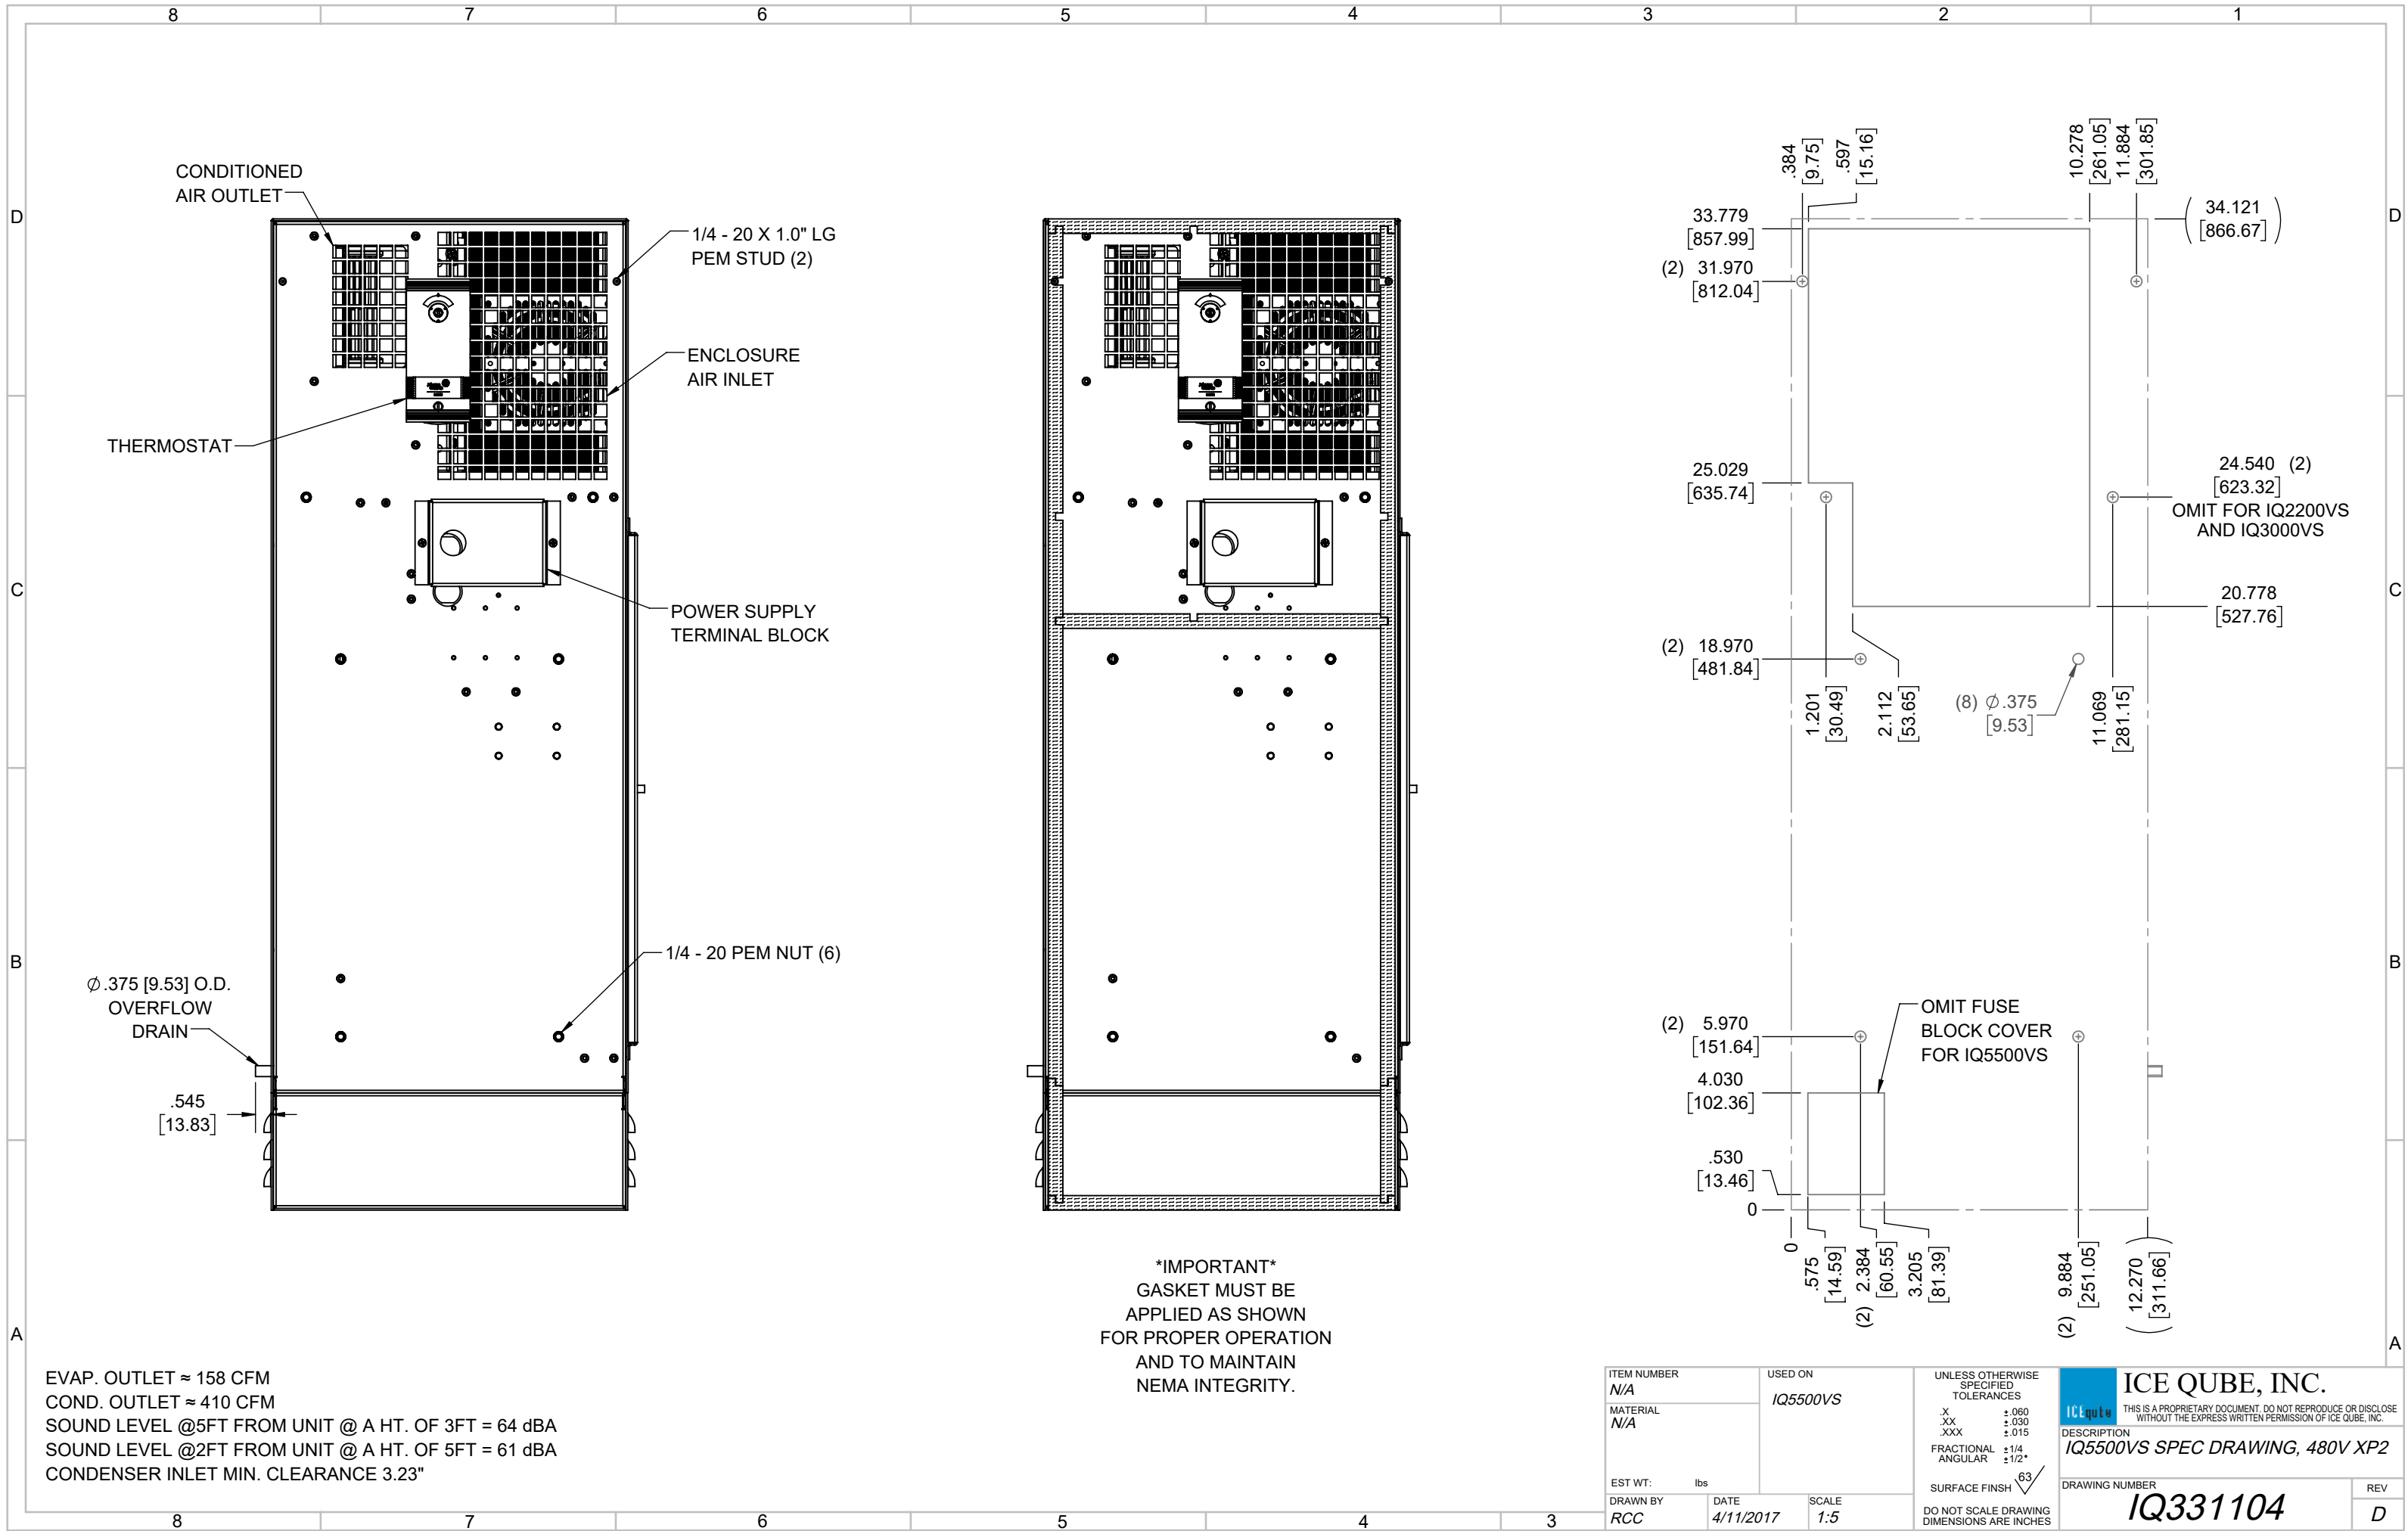 8 7 6 5 4 3 2 1
D
C
B
A
CONDITIONED
AIR OUTLET
1/4 - 20 X 1.0" LG
PEM STUD (2)
ENCLOSURE
AIR INLET
THERMOSTAT
POWER SUPPLY
TERMINAL BLOCK
1/4 - 20 PEM NUT (6)
Ø.375 [9.53] O.D.
OVERFLOW
DRAIN
.545
[13.83]
*IMPORTANT*
GASKET MUST BE
APPLIED AS SHOWN
FOR PROPER OPERATION
AND TO MAINTAIN
NEMA INTEGRITY.
.384
[9.75]
.597
[15.16]
10.278
[261.05]
11.884
[301.85]
(34.121
[866.67])
33.779
[857.99]
(2) 31.970
[812.04]
25.029
[635.74]
24.540 (2)
[623.32]
OMIT FOR IQ2200VS
AND IQ3000VS
20.778
[527.76]
(2) 18.970
[481.84]
1.201
[30.49]
2.112
[53.65]
(8) Ø.375
[9.53]
11.069
[281.15]
OMIT FUSE
BLOCK COVER
FOR IQ5500VS
(2) 5.970
[151.64]
4.030
[102.36]
.530
[13.46]
0
0
.575
[14.59]
(2) 2.384
[60.55]
3.205
[81.39]
(2) 9.884
[251.05]
(12.270
[311.66])
EVAP. OUTLET ≈ 158 CFM
COND. OUTLET ≈ 410 CFM
SOUND LEVEL @5FT FROM UNIT @ A HT. OF 3FT = 64 dBA
SOUND LEVEL @2FT FROM UNIT @ A HT. OF 5FT = 61 dBA
CONDENSER INLET MIN. CLEARANCE 3.23"
ITEM NUMBER
N/A
MATERIAL
N/A
EST WT: lbs
USED ON
IQ5500VS
DRAWN BY
RCC
DATE
4/11/2017
SCALE
1:5
UNLESS OTHERWISE
SPECIFIED
TOLERANCES
.X ±.060
.XX ±.030
.XXX ±.015
FRACTIONAL ±1/4
ANGULAR ±1/2°
SURFACE FINSH 63
DO NOT SCALE DRAWING
DIMENSIONS ARE INCHES
ICEqube
ICE QUBE, INC.
THIS IS A PROPRIETARY DOCUMENT. DO NOT REPRODUCE OR DISCLOSE
WITHOUT THE EXPRESS WRITTEN PERMISSION OF ICE QUBE, INC.
DESCRIPTION
IQ5500VS SPEC DRAWING, 480V XP2
DRAWING NUMBER
IQ331104
REV
D
8 7 6 5 4 3
D
C
B
A